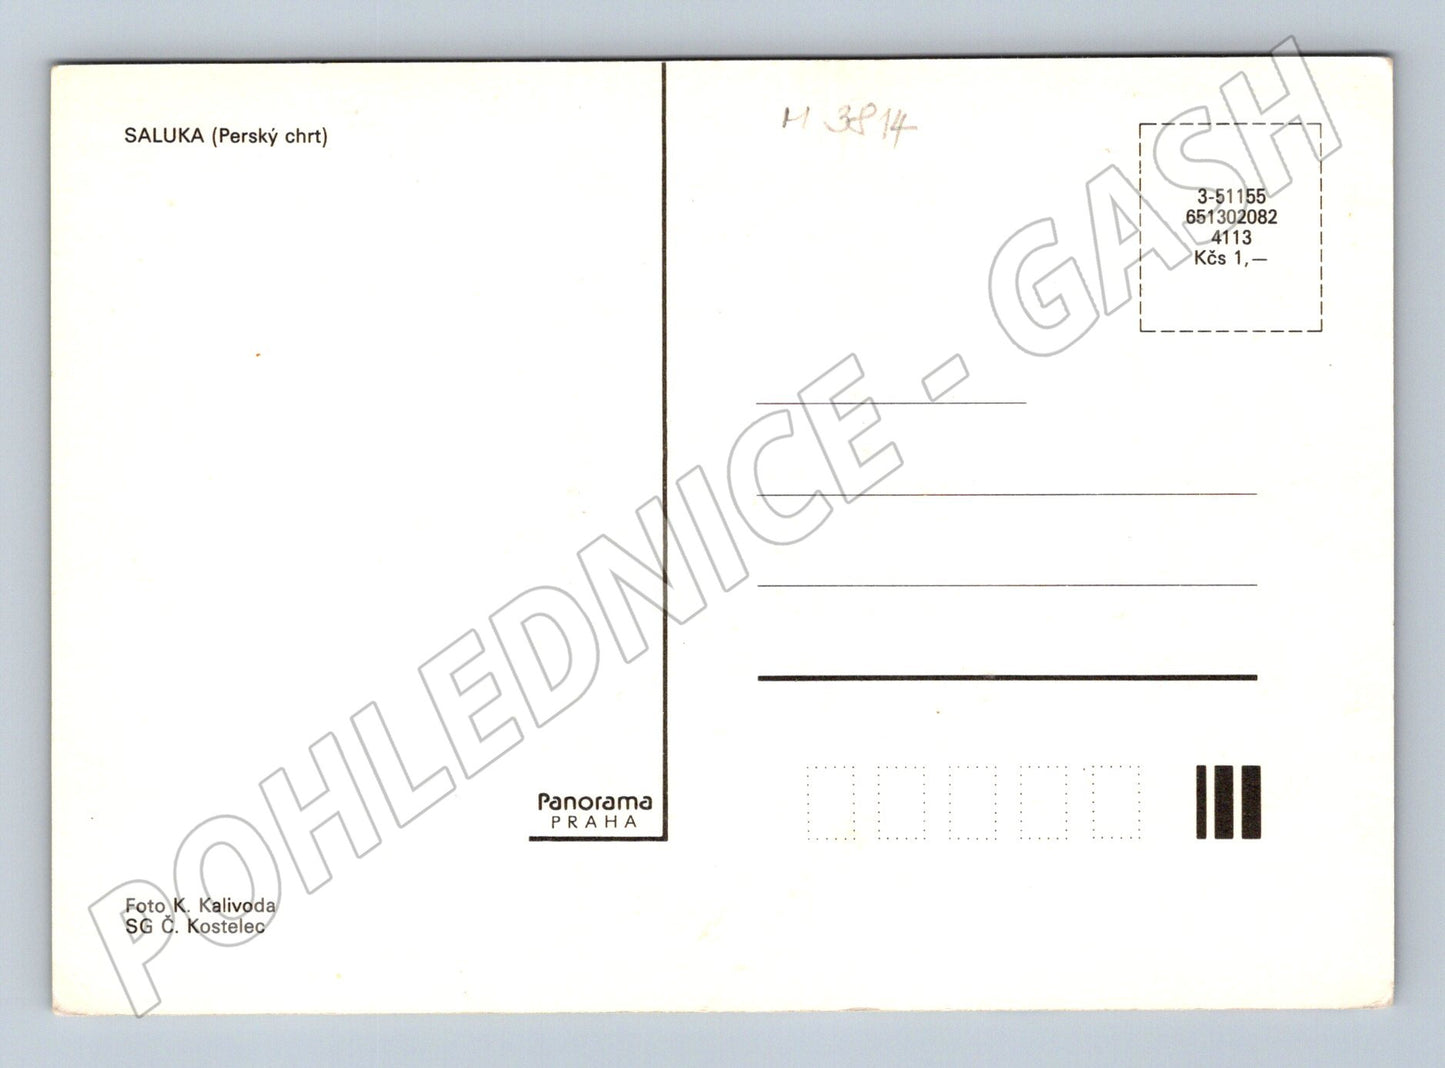 SALUKA (Perský chrt)
M 3814
3-51155
651302082
4113
Kčs 1,—
Panorama
PRAHA
Foto K. Kalivoda
SG Č. Kostelec
POHLEDNICE - GASH